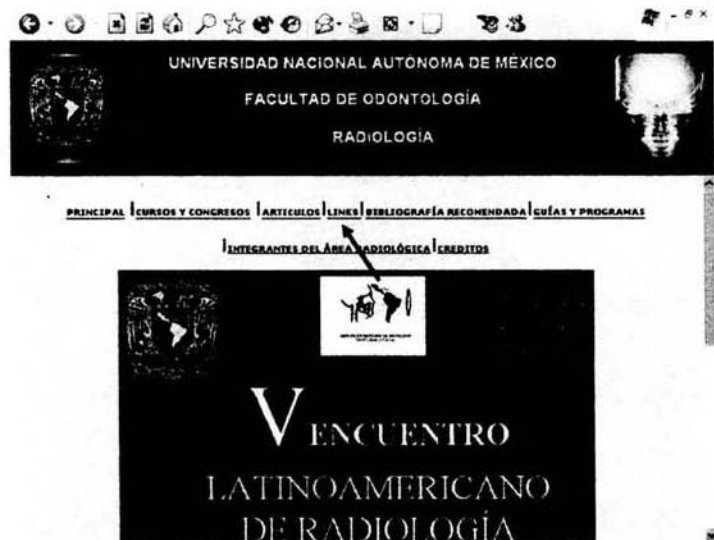 UNIVERSIDAD NACIONAL AUTÓNOMA DE MÉXICO
FACULTAD DE ODONTOLOGÍA
RADIOLOGÍA
PRINCIPAL | CURSOS Y CONGRESOS | ARTICULOS | LINKS | BIBLIOGRAFÍA RECOMENDADA | GUÍAS Y PROGRAMAS
| INTEGRANTES DEL ÁREA RADIOLÓGICA | CREDITOS
V ENCUENTRO
LATINOAMERICANO
DE RADIOLOGÍA